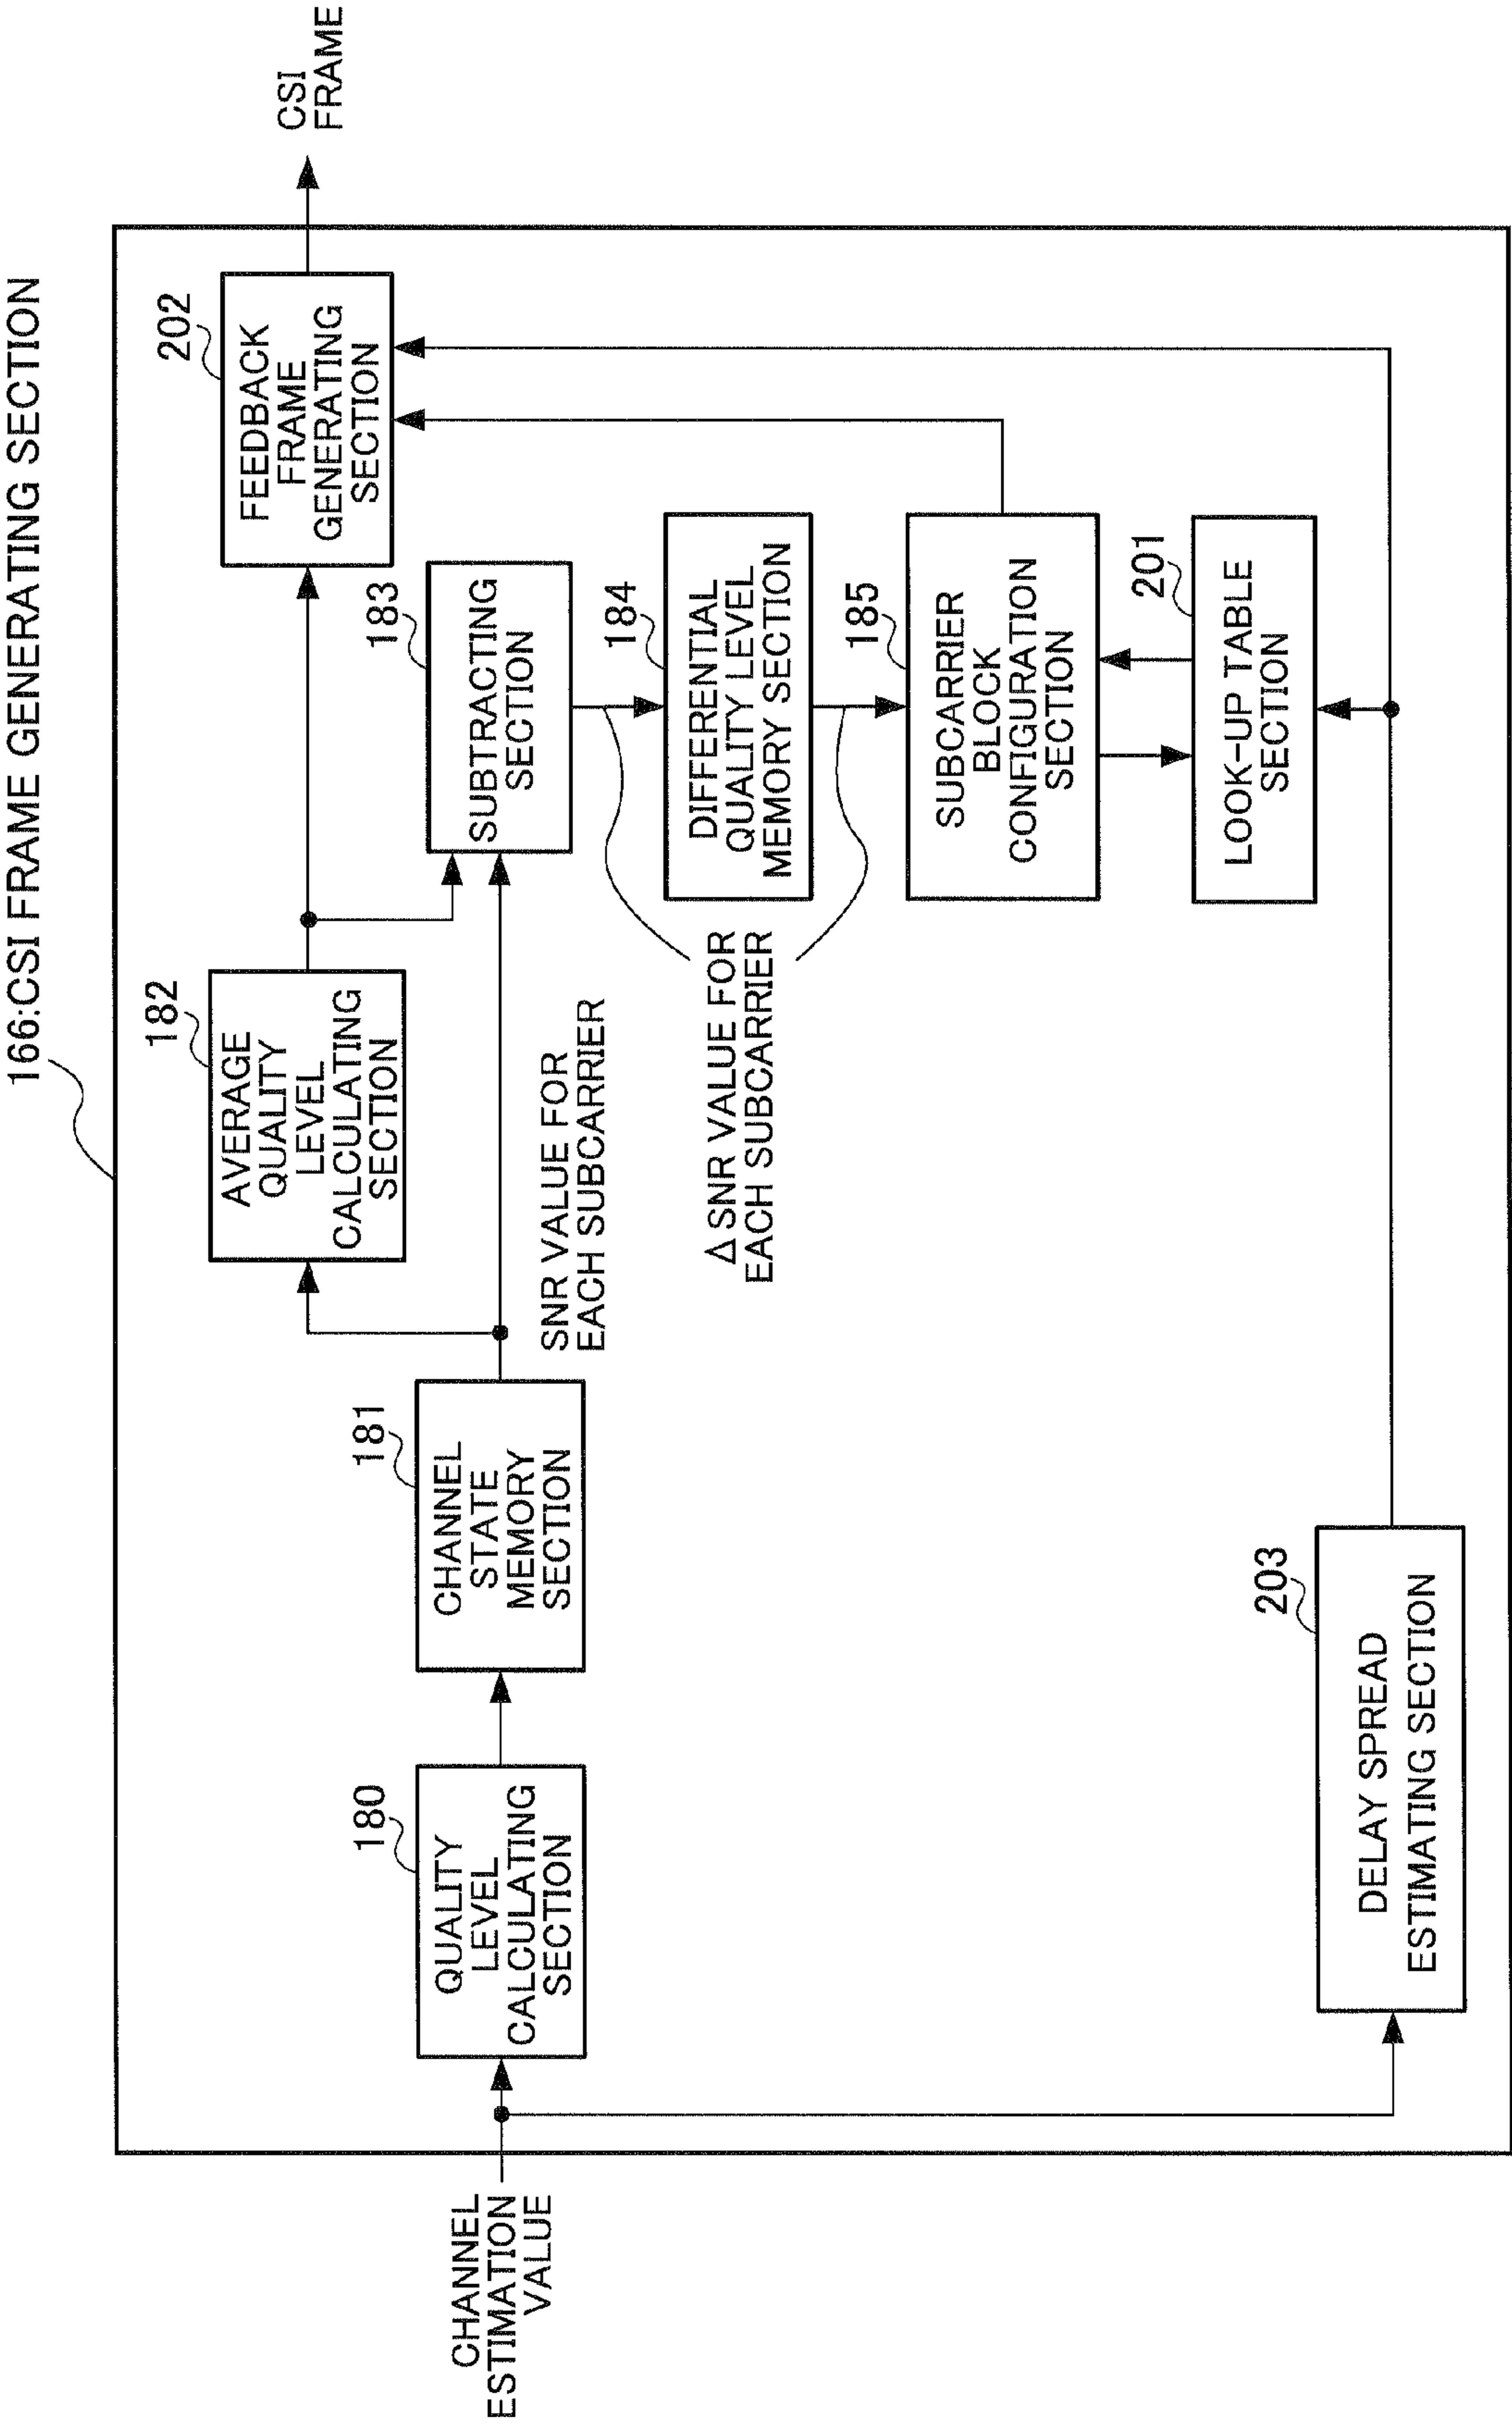 166:CSI FRAME GENERATING SECTION
CHANNEL
ESTIMATION
VALUE
180
QUALITY
LEVEL
CALCULATING
SECTION
181
CHANNEL
STATE
MEMORY
SECTION
182
AVERAGE
QUALITY
LEVEL
CALCULATING
SECTION
SNR VALUE FOR
EACH SUBCARRIER
183
SUBTRACTING
SECTION
184
DIFFERENTIAL
QUALITY LEVEL
MEMORY SECTION
Δ SNR VALUE FOR
EACH SUBCARRIER
185
SUBCARRIER
BLOCK
CONFIGURATION
SECTION
201
LOOK-UP TABLE
SECTION
202
FEEDBACK
FRAME
GENERATING
SECTION
CSI
FRAME
203
DELAY SPREAD
ESTIMATING SECTION